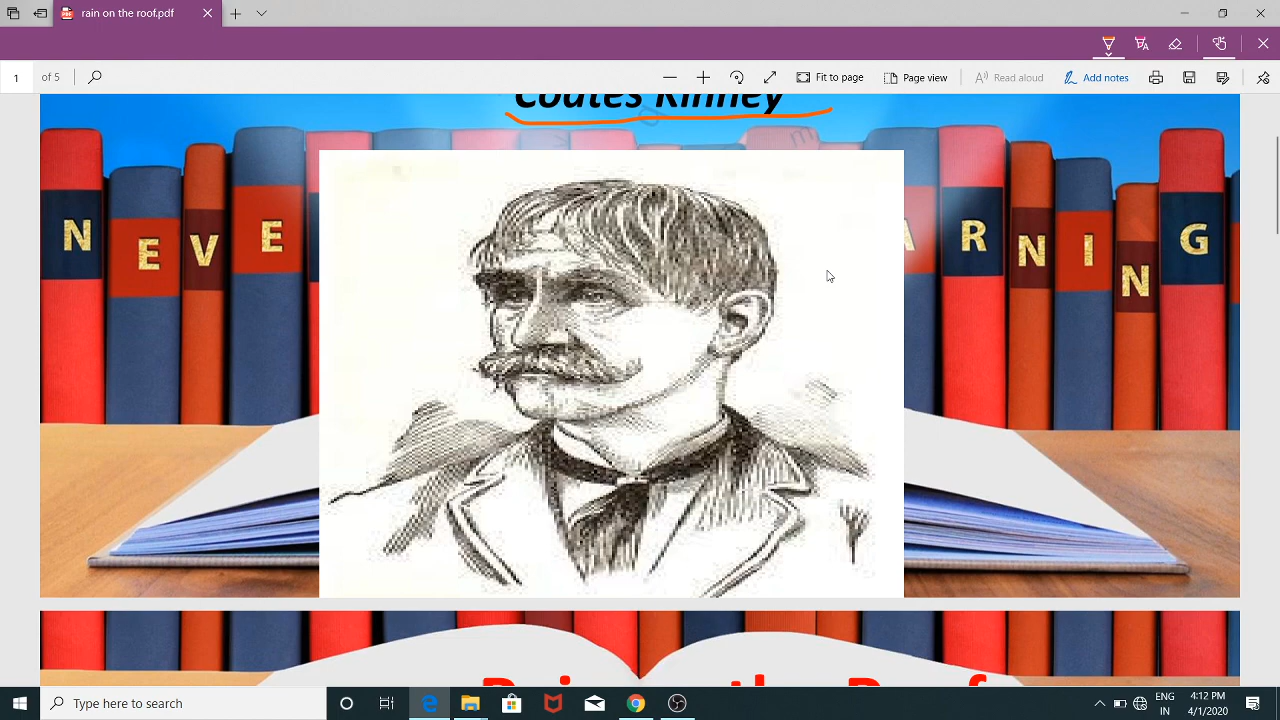 rain on the roof.pdf
1 of 5
Fit to page
Page view
Read aloud
Add notes
Coates Kinney
N E V E
A R N I N G
Type here to search
ENG
IN
4:12 PM
4/1/2020